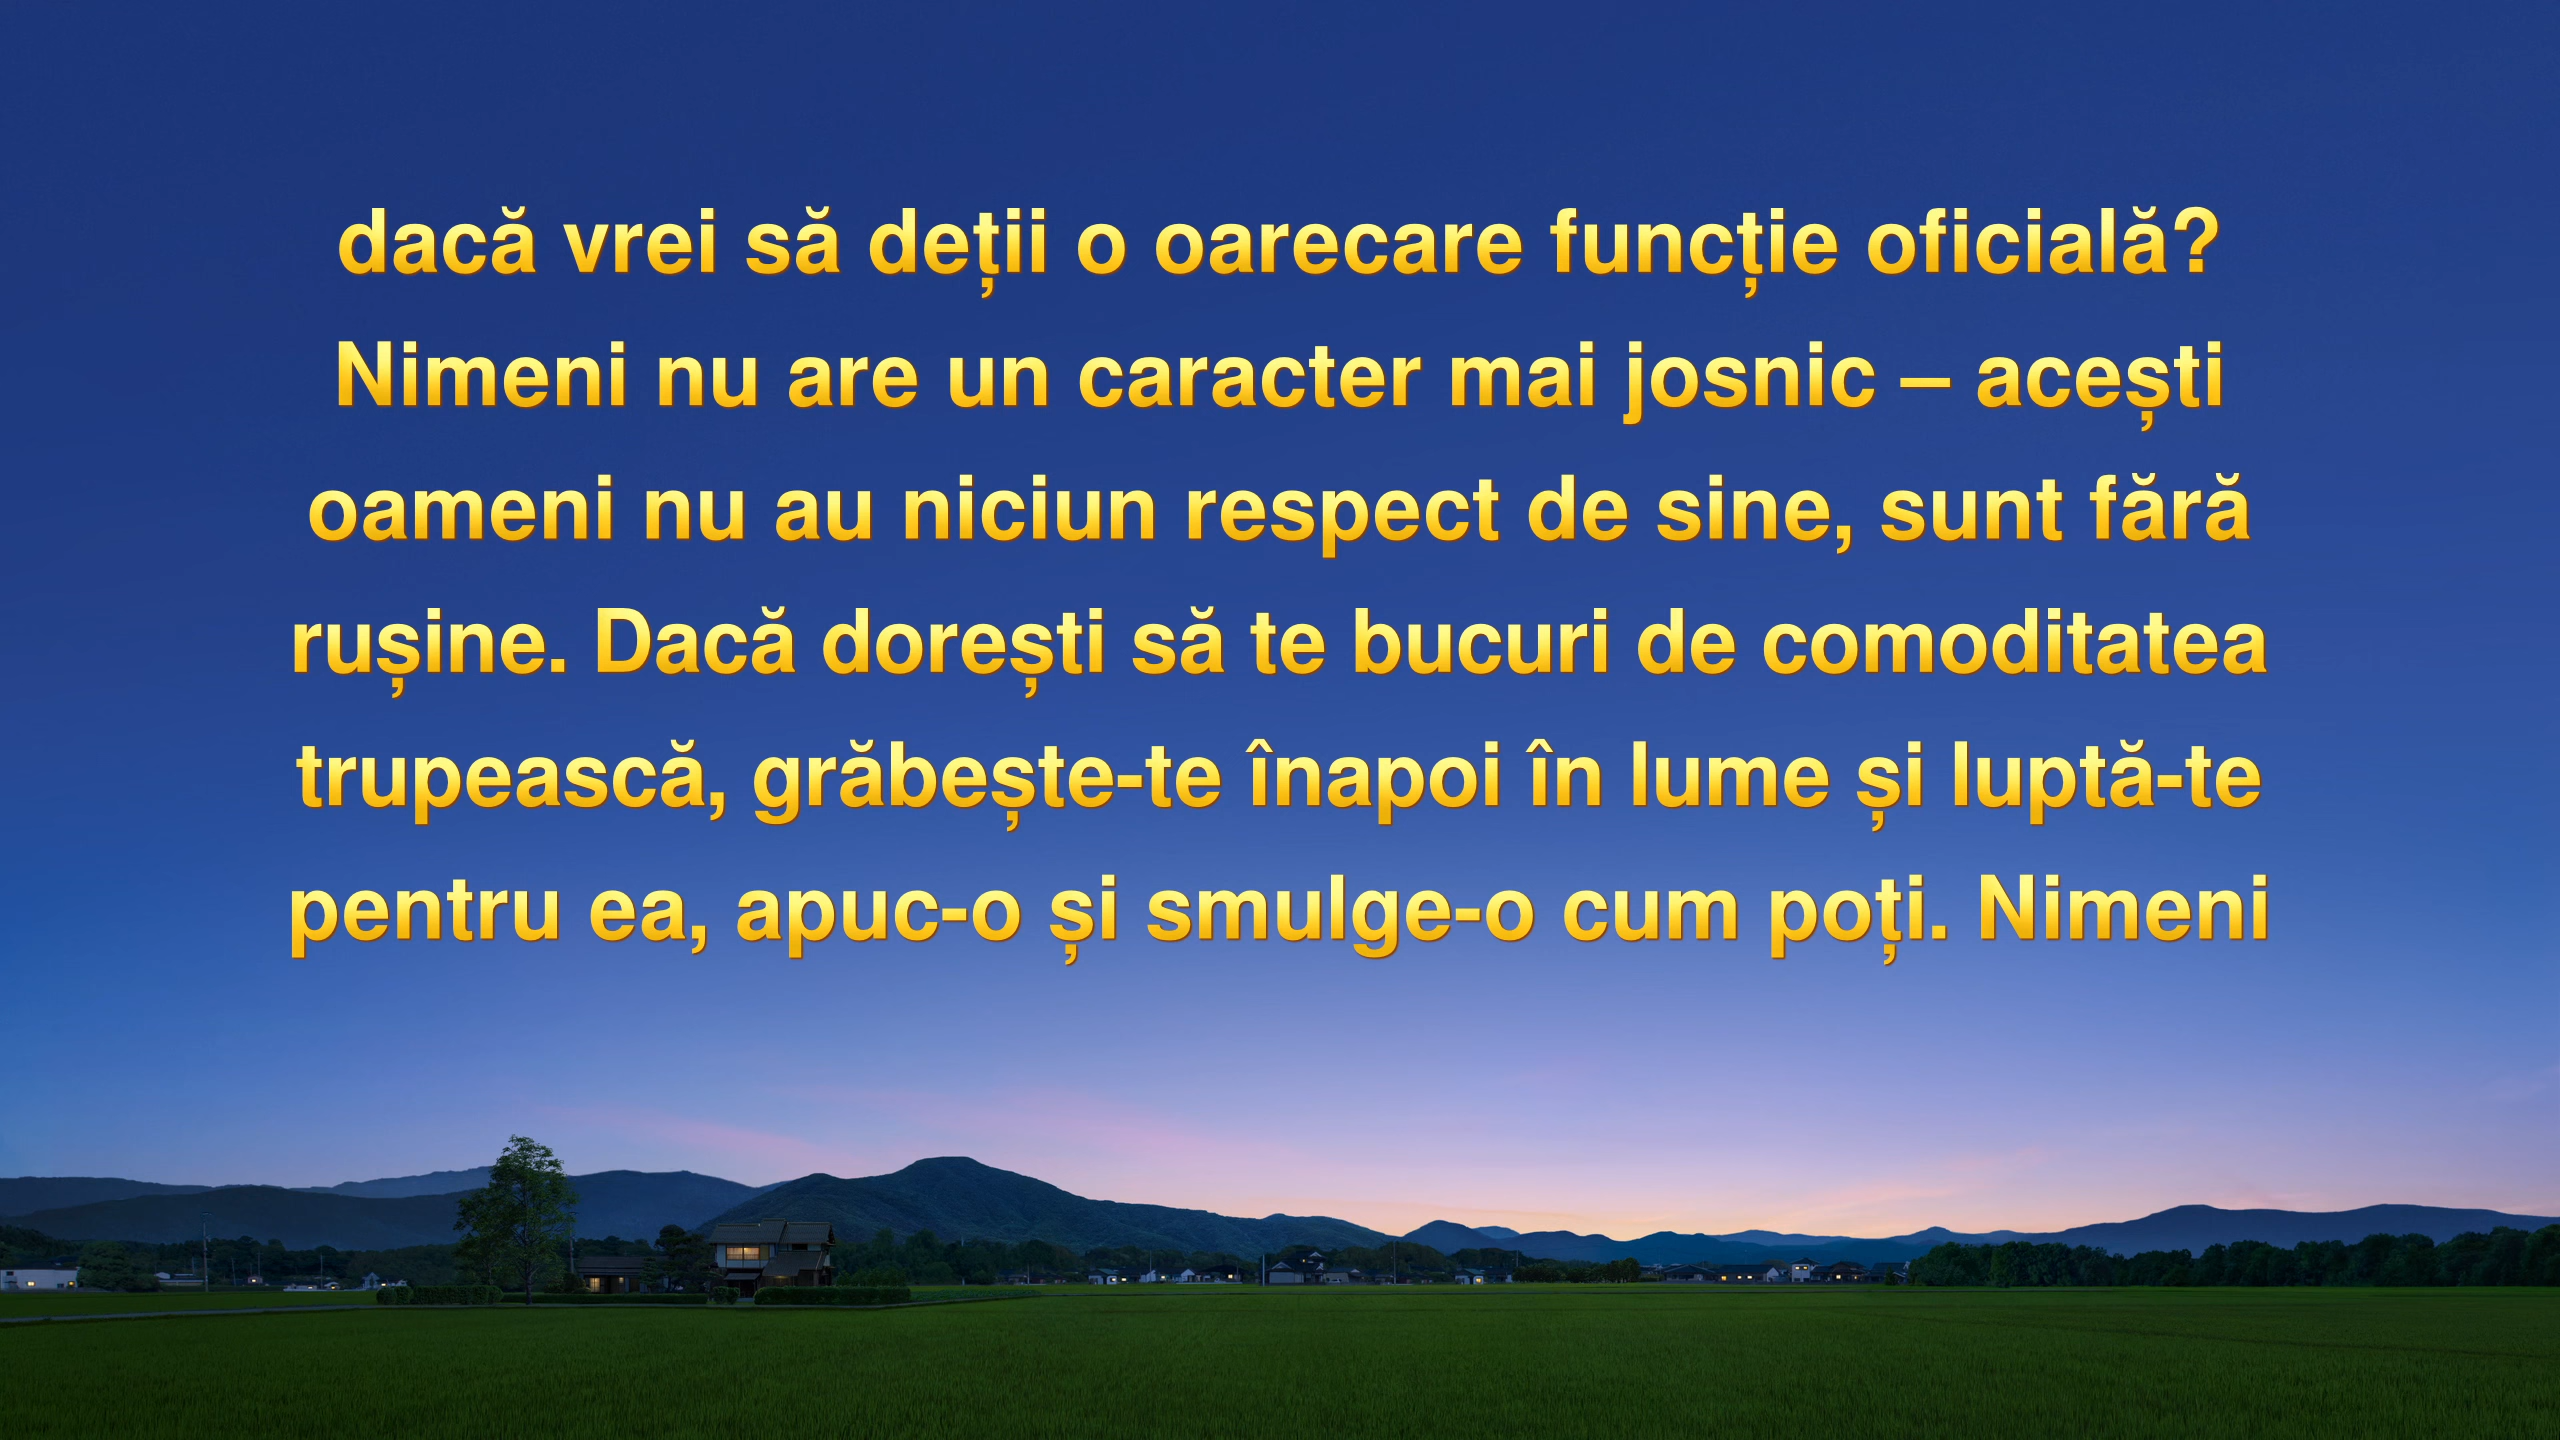 dacă vrei să deții o oarecare funcție oficială?
Nimeni nu are un caracter mai josnic – acești
oameni nu au niciun respect de sine, sunt fără
rușine. Dacă dorești să te bucuri de comoditatea
trupească, grăbește-te înapoi în lume și luptă-te
pentru ea, apuc-o și smulge-o cum poți. Nimeni